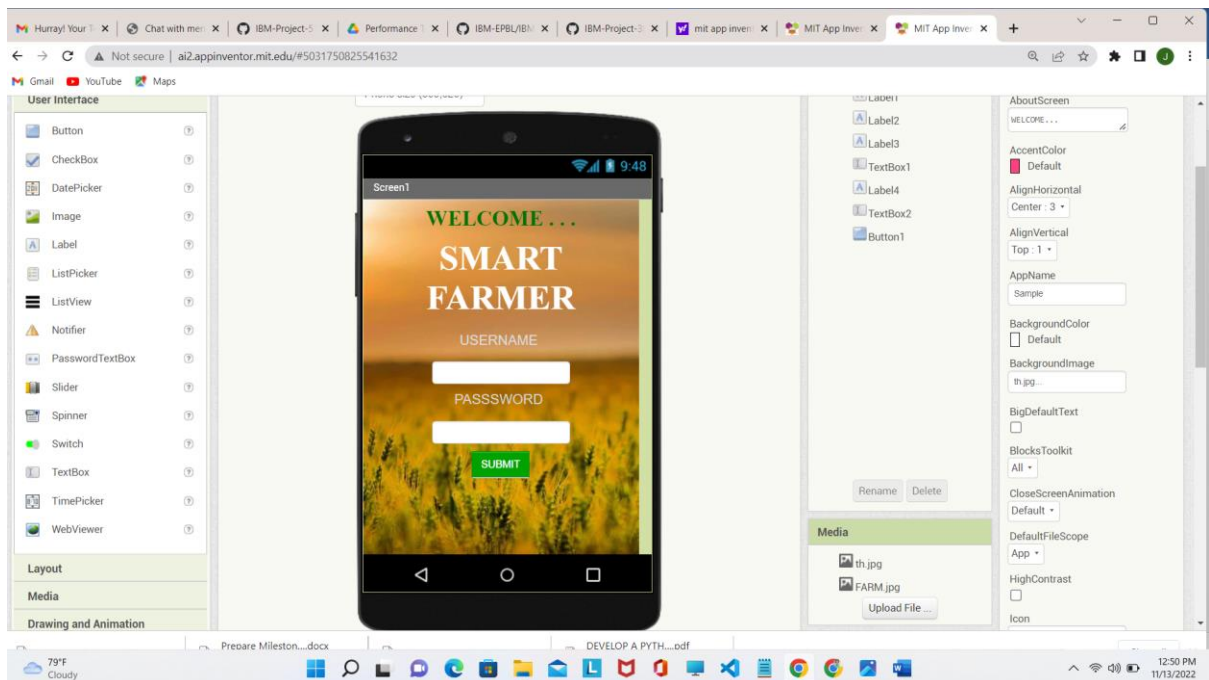 Hurray! Your T
Chat with men
IBM-Project-5
Performance T
IBM-EPBL/IBM
IBM-Project-3
mit app invent
MIT App Inver
MIT App Inver
Not secure | ai2.appinventor.mit.edu/#5031750825541632
Gmail
YouTube
Maps
User Interface
Button
CheckBox
DatePicker
Image
Label
ListPicker
ListView
Notifier
PasswordTextBox
Slider
Spinner
Switch
TextBox
TimePicker
WebViewer
Layout
Media
Drawing and Animation
9:48
Screen1
WELCOME . . .
SMART
FARMER
USERNAME
PASSSWORD
SUBMIT
Label1
Label2
Label3
TextBox1
Label4
TextBox2
Button1
Rename
Delete
Media
th.jpg
FARM.jpg
Upload File ...
AboutScreen
WELCOME...
AccentColor
Default
AlignHorizontal
Center : 3
AlignVertical
Top : 1
AppName
Sample
BackgroundColor
Default
BackgroundImage
th.jpg...
BigDefaultText
BlocksToolkit
All
CloseScreenAnimation
Default
DefaultFileScope
App
HighContrast
Icon
Prepare Mileston....docx
DEVELOP A PYTH....pdf
79°F
Cloudy
12:50 PM
11/13/2022